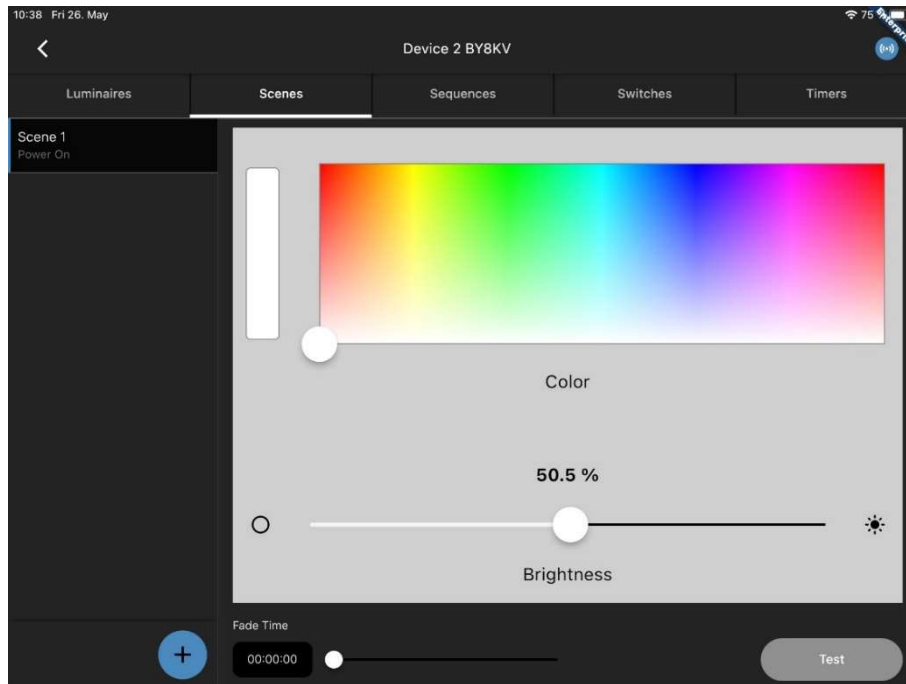 10:38 Fri 26. May
75
Device 2 BY8KV
Luminaires
Scenes
Sequences
Switches
Timers
Scene 1
Power On
Color
50.5 %
Brightness
Fade Time
00:00:00
Test